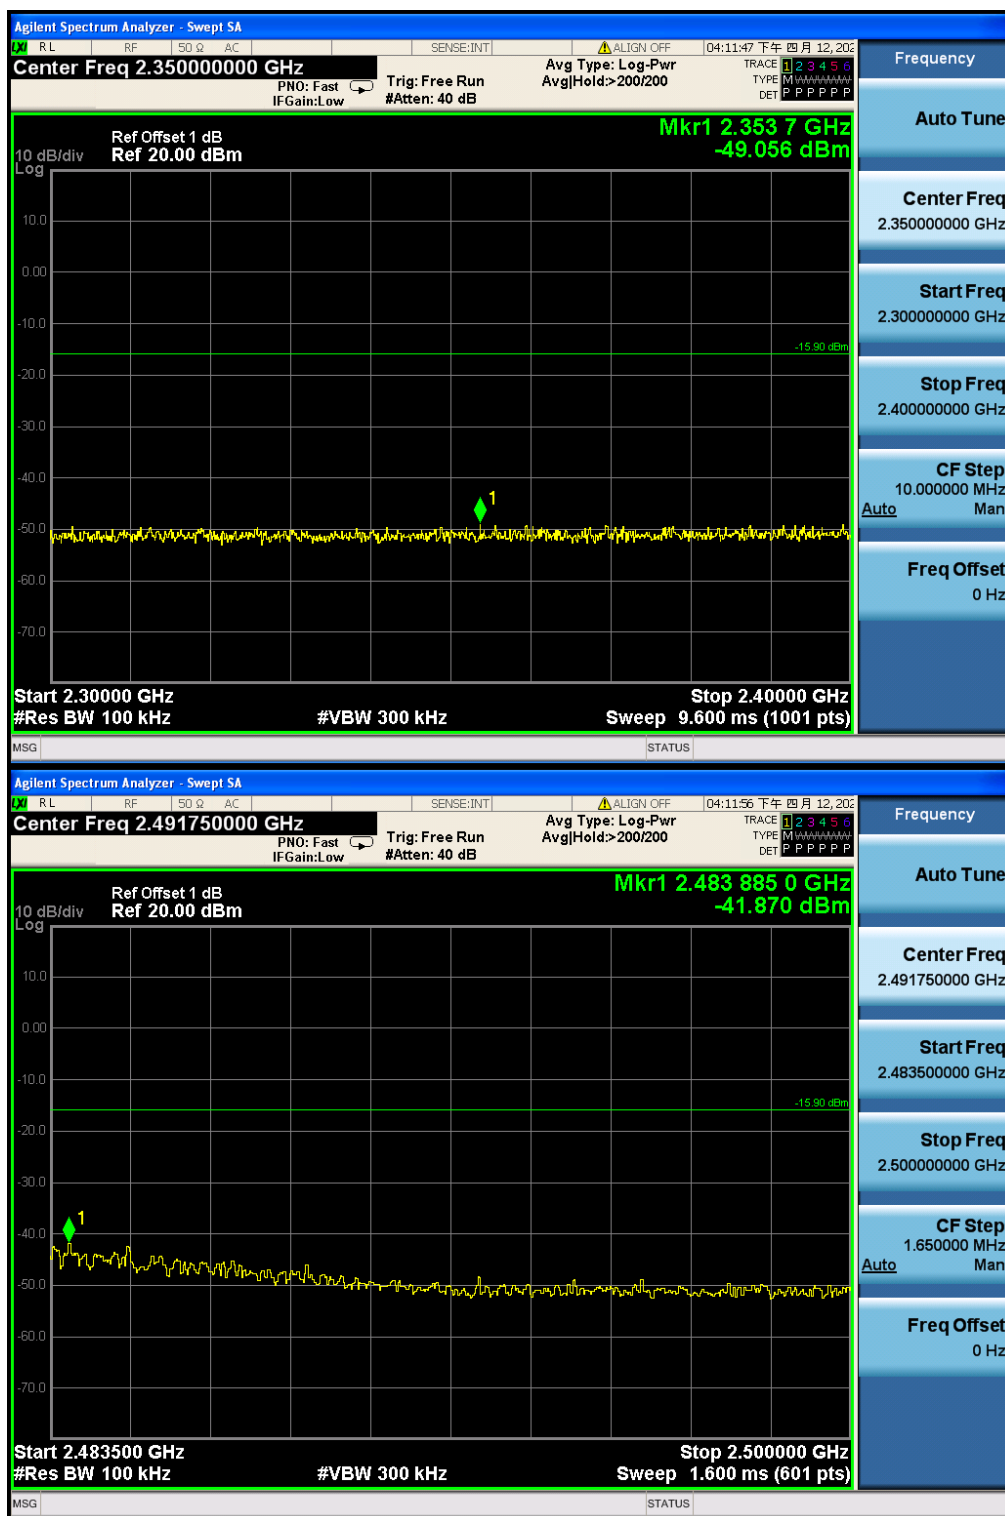 Agilent Spectrum Analyzer - Swept SA
LXI RL RF 50 Ω AC SENSE:INT ALIGN OFF 04:11:47 下午 四月 12, 202
Center Freq 2.350000000 GHz
PNO: Fast
IFGain:Low
Trig: Free Run
#Atten: 40 dB
Avg Type: Log-Pwr
Avg|Hold:>200/200
TRACE 1 2 3 4 5 6
TYPE M
DET P P P P P P
Mkr1 2.353 7 GHz
-49.056 dBm
Ref Offset 1 dB
10 dB/div Ref 20.00 dBm
Log
10.0
0.00
-10.0
-15.90 dBm
-20.0
-30.0
-40.0
1
-50.0
-60.0
-70.0
Start 2.30000 GHz Stop 2.40000 GHz
#Res BW 100 kHz #VBW 300 kHz Sweep 9.600 ms (1001 pts)
MSG STATUS
Frequency
Auto Tune
Center Freq
2.350000000 GHz
Start Freq
2.300000000 GHz
Stop Freq
2.400000000 GHz
CF Step
10.000000 MHz
Auto Man
Freq Offset
0 Hz
Agilent Spectrum Analyzer - Swept SA
LXI RL RF 50 Ω AC SENSE:INT ALIGN OFF 04:11:56 下午 四月 12, 202
Center Freq 2.491750000 GHz
PNO: Fast
IFGain:Low
Trig: Free Run
#Atten: 40 dB
Avg Type: Log-Pwr
Avg|Hold:>200/200
TRACE 1 2 3 4 5 6
TYPE M
DET P P P P P P
Mkr1 2.483 885 0 GHz
-41.870 dBm
Ref Offset 1 dB
10 dB/div Ref 20.00 dBm
Log
10.0
0.00
-10.0
-15.90 dBm
-20.0
-30.0
1
-40.0
-50.0
-60.0
-70.0
Start 2.483500 GHz Stop 2.500000 GHz
#Res BW 100 kHz #VBW 300 kHz Sweep 1.600 ms (601 pts)
MSG STATUS
Frequency
Auto Tune
Center Freq
2.491750000 GHz
Start Freq
2.483500000 GHz
Stop Freq
2.500000000 GHz
CF Step
1.650000 MHz
Auto Man
Freq Offset
0 Hz